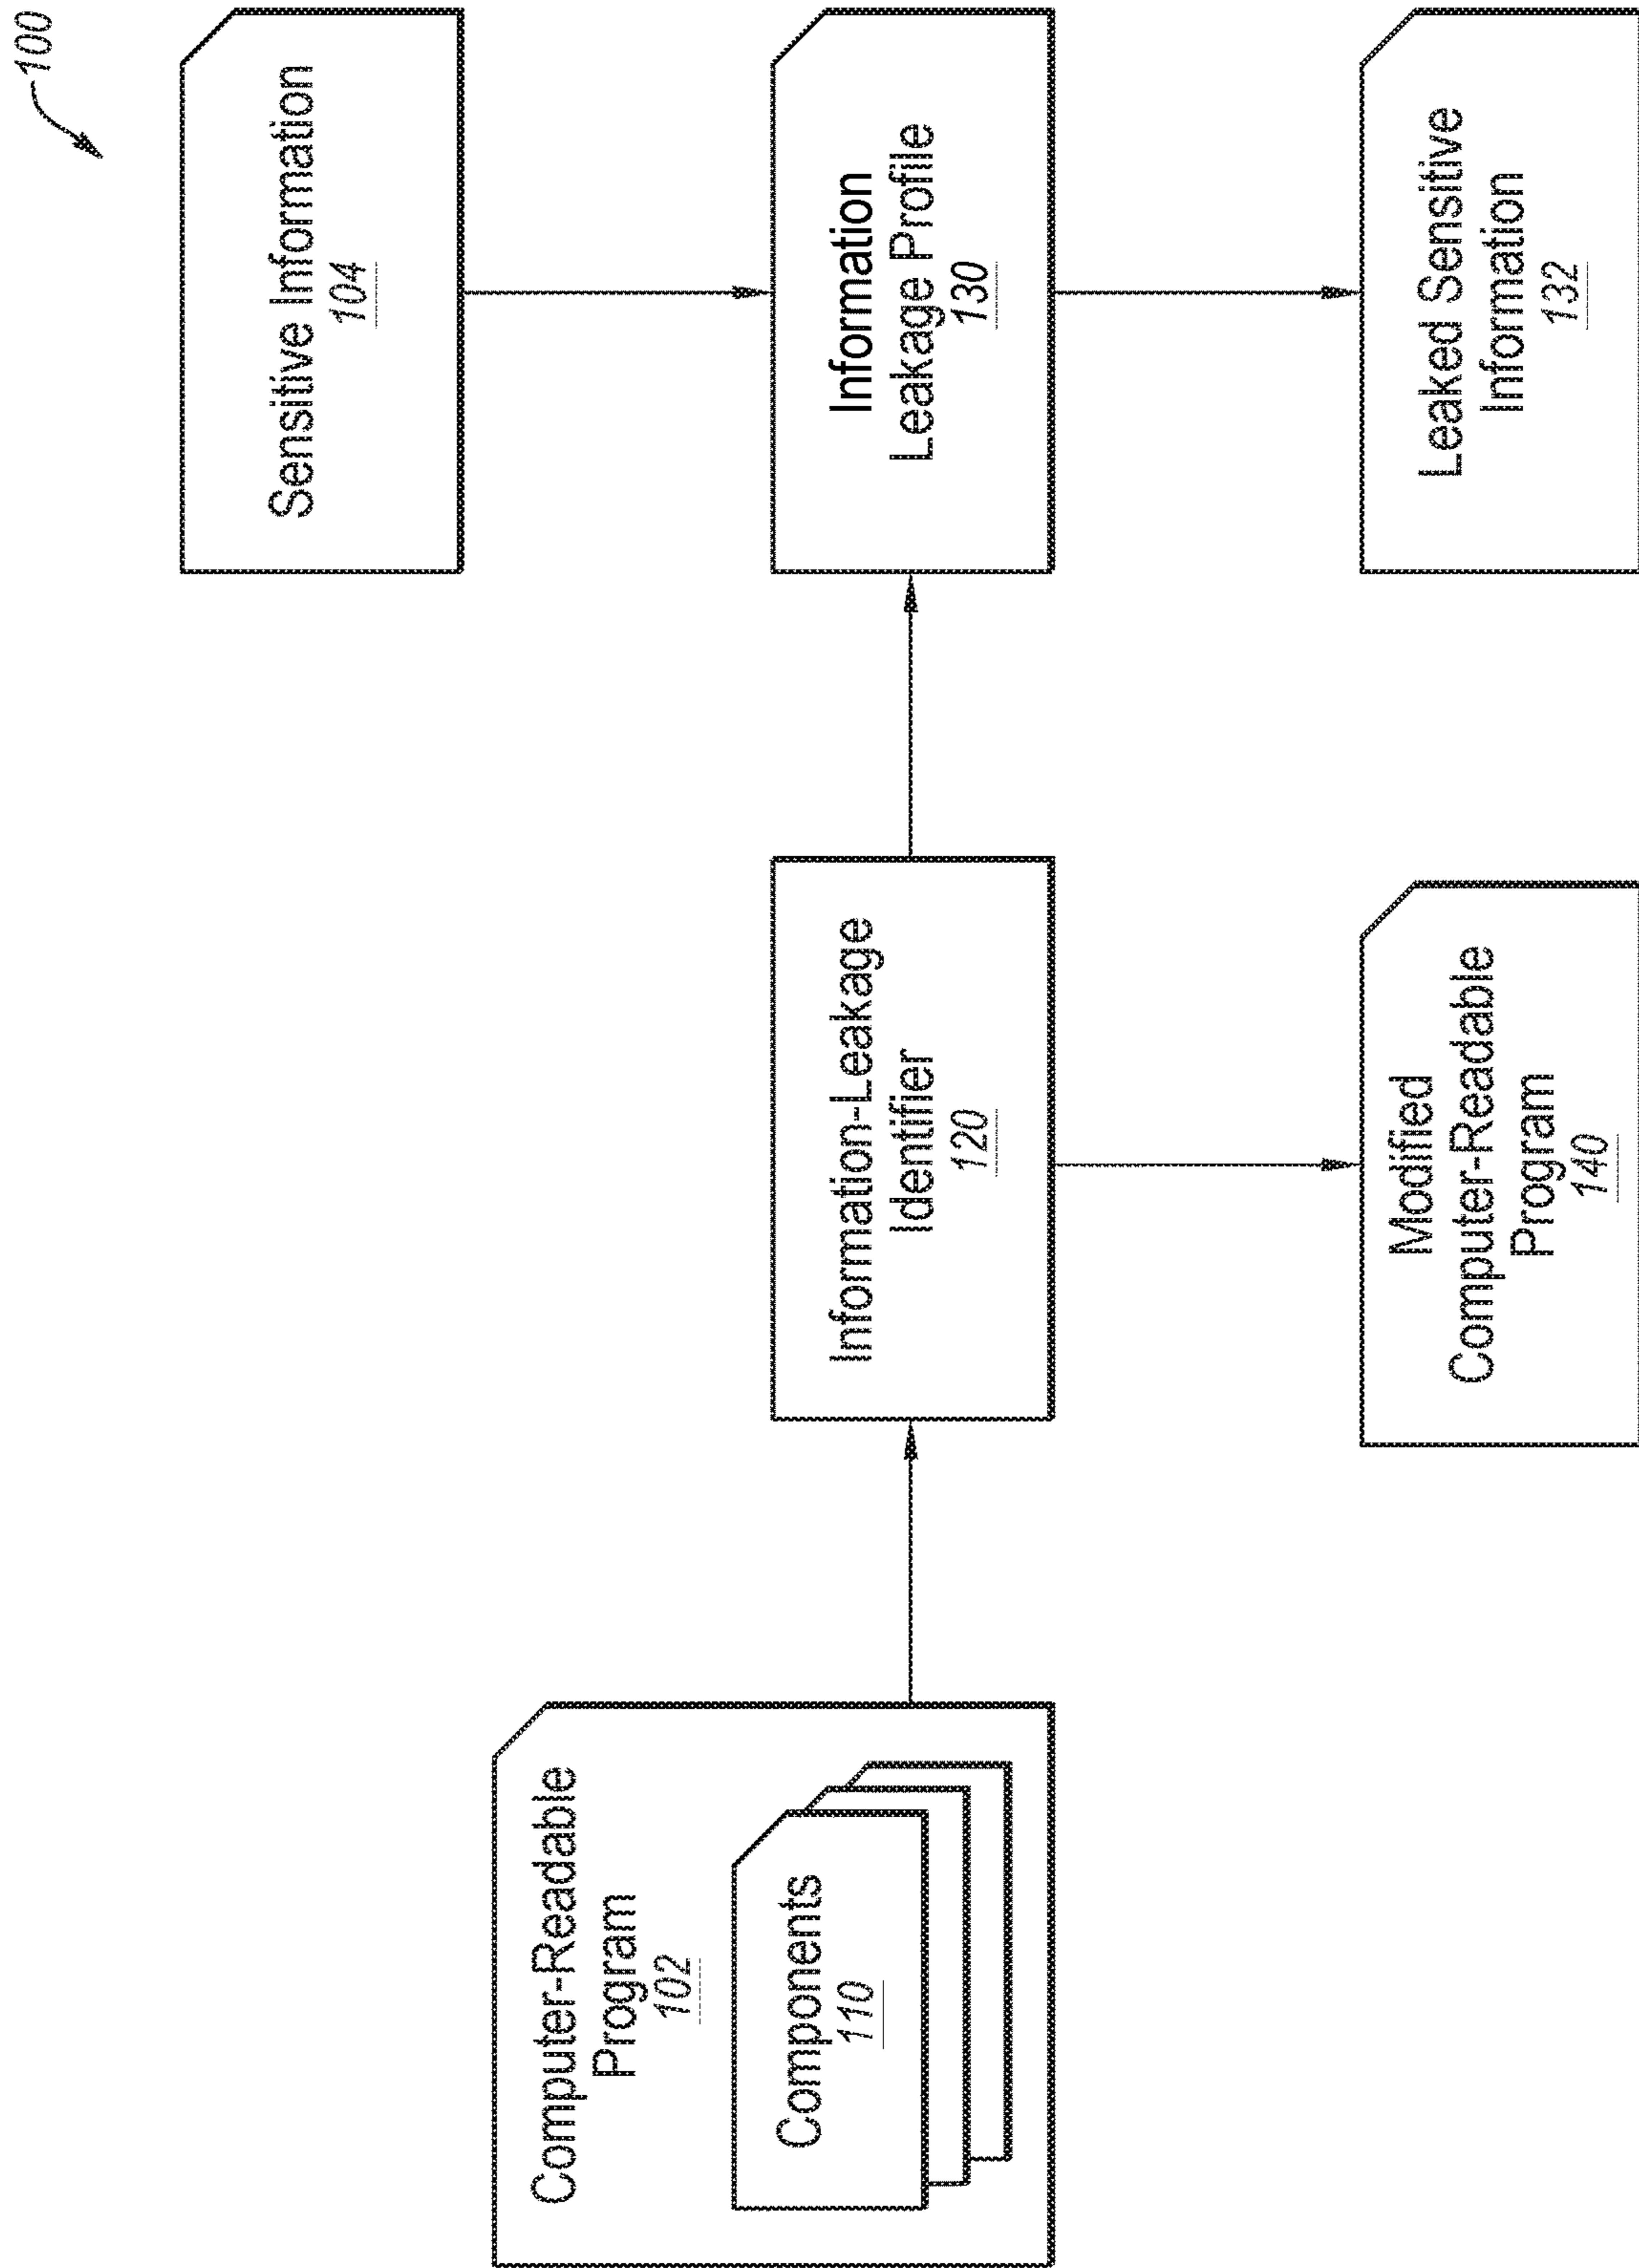 100
Computer-Readable
Program
102
Components
110
Information-Leakage
Identifier
120
Modified
Computer-Readable
Program
140
Sensitive Information
104
Information
Leakage Profile
130
Leaked Sensitive
Information
132